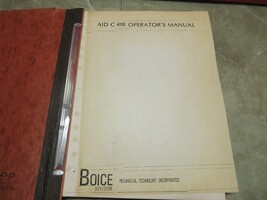 AID C 498 OPERATOR'S MANUAL
BOICE
DIVISION
MECHANICAL TECHNOLOGY INCORPORATED